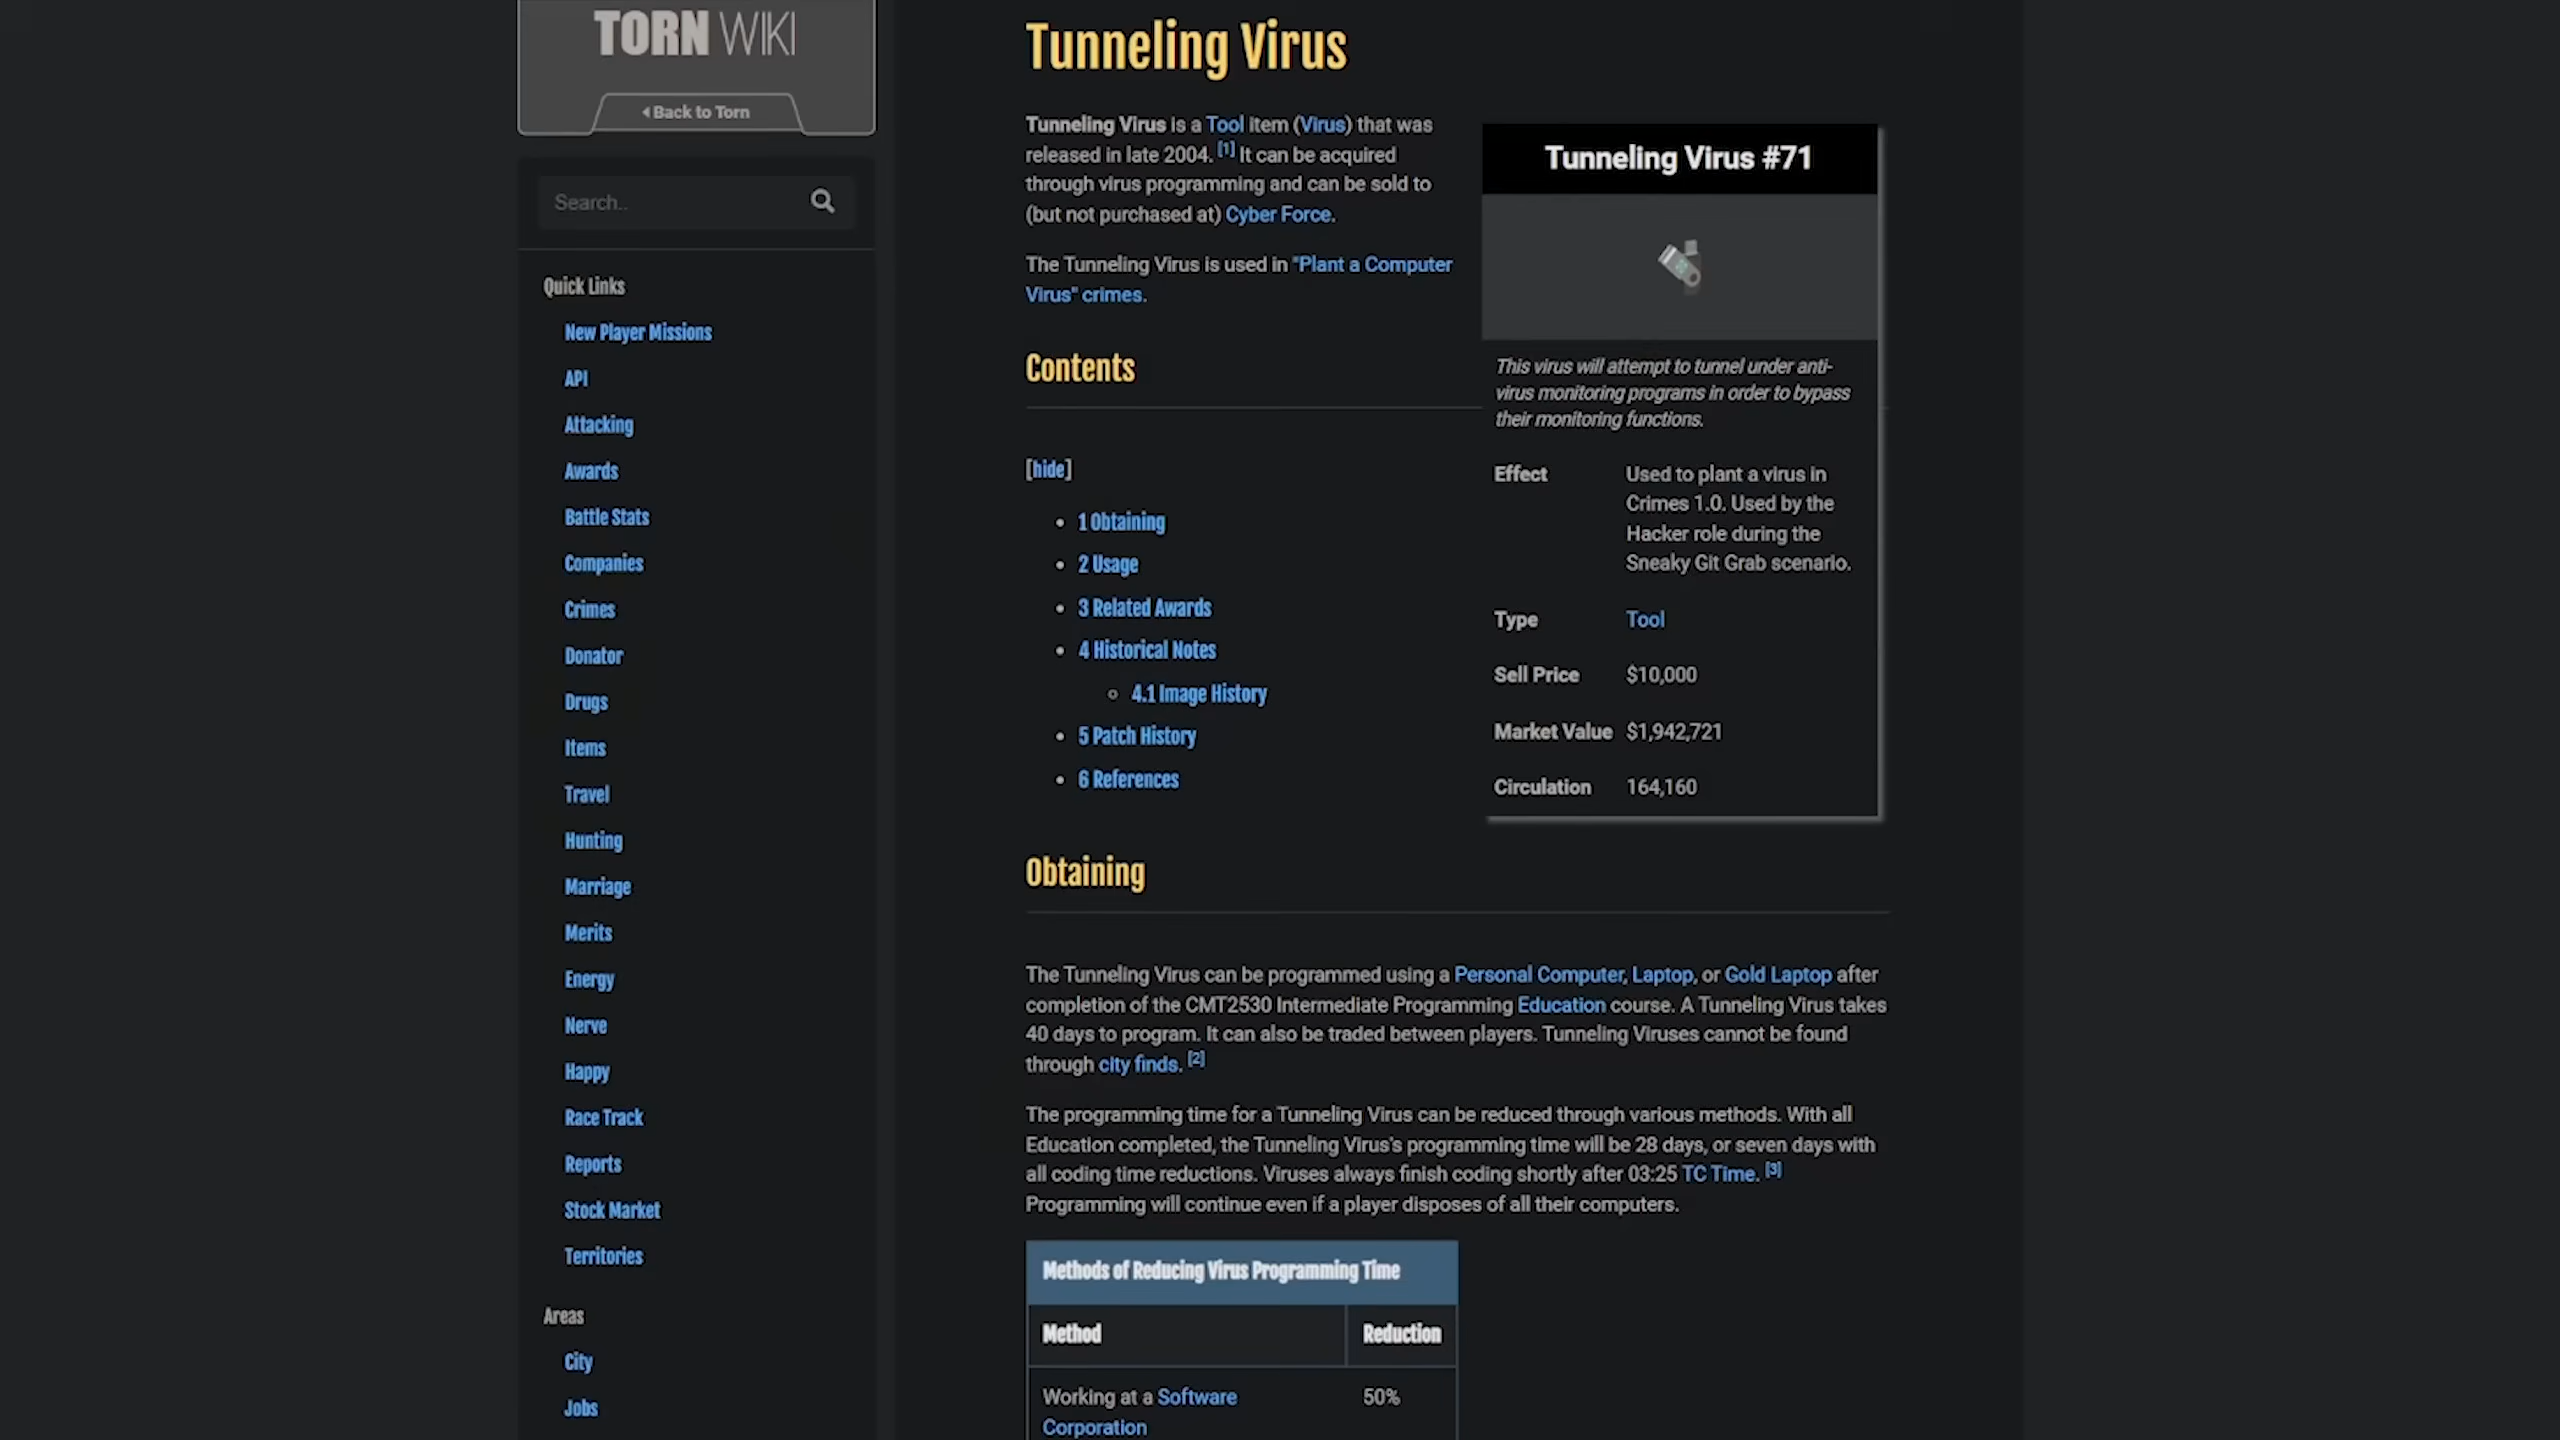 TORN WIKI
Back to Torn
Search..
Quick Links
New Player Missions
API
Attacking
Awards
Battle Stats
Companies
Crimes
Donator
Drugs
Items
Travel
Hunting
Marriage
Merits
Energy
Nerve
Happy
Race Track
Reports
Stock Market
Territories
Areas
City
Jobs
Tunneling Virus
Tunneling Virus is a Tool item (Virus) that was
released in late 2004. [1] It can be acquired
through virus programming and can be sold to
(but not purchased at) Cyber Force.
The Tunneling Virus is used in "Plant a Computer
Virus" crimes.
Contents
[hide]
1 Obtaining
2 Usage
3 Related Awards
4 Historical Notes
4.1 Image History
5 Patch History
6 References
Tunneling Virus #71
This virus will attempt to tunnel under anti-
virus monitoring programs in order to bypass
their monitoring functions.
Effect Used to plant a virus in
Crimes 1.0. Used by the
Hacker role during the
Sneaky Git Grab scenario.
Type Tool
Sell Price $10,000
Market Value $1,942,721
Circulation 164,160
Obtaining
The Tunneling Virus can be programmed using a Personal Computer, Laptop, or Gold Laptop after
completion of the CMT2530 Intermediate Programming Education course. A Tunneling Virus takes
40 days to program. It can also be traded between players. Tunneling Viruses cannot be found
through city finds. [2]
The programming time for a Tunneling Virus can be reduced through various methods. With all
Education completed, the Tunneling Virus's programming time will be 28 days, or seven days with
all coding time reductions. Viruses always finish coding shortly after 03:25 TC Time. [3]
Programming will continue even if a player disposes of all their computers.
Methods of Reducing Virus Programming Time
Method Reduction
Working at a Software 50%
Corporation